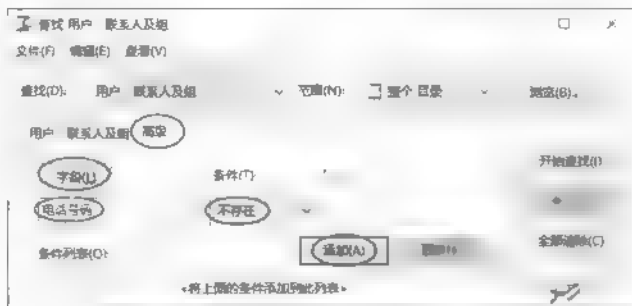 查找 用户 联系人及组
文件(F) 编辑(E) 查看(V)
查找(D): 用户 联系人及组 范围(N): 整个 目录 浏览(B)...
用户 联系人及组 高级
字段(L) 条件(T): 开始查找(I)
电话号码 不存在
条件列表(O): 添加(A) 全部清除(C)
<将上面的条件添加到此列表>